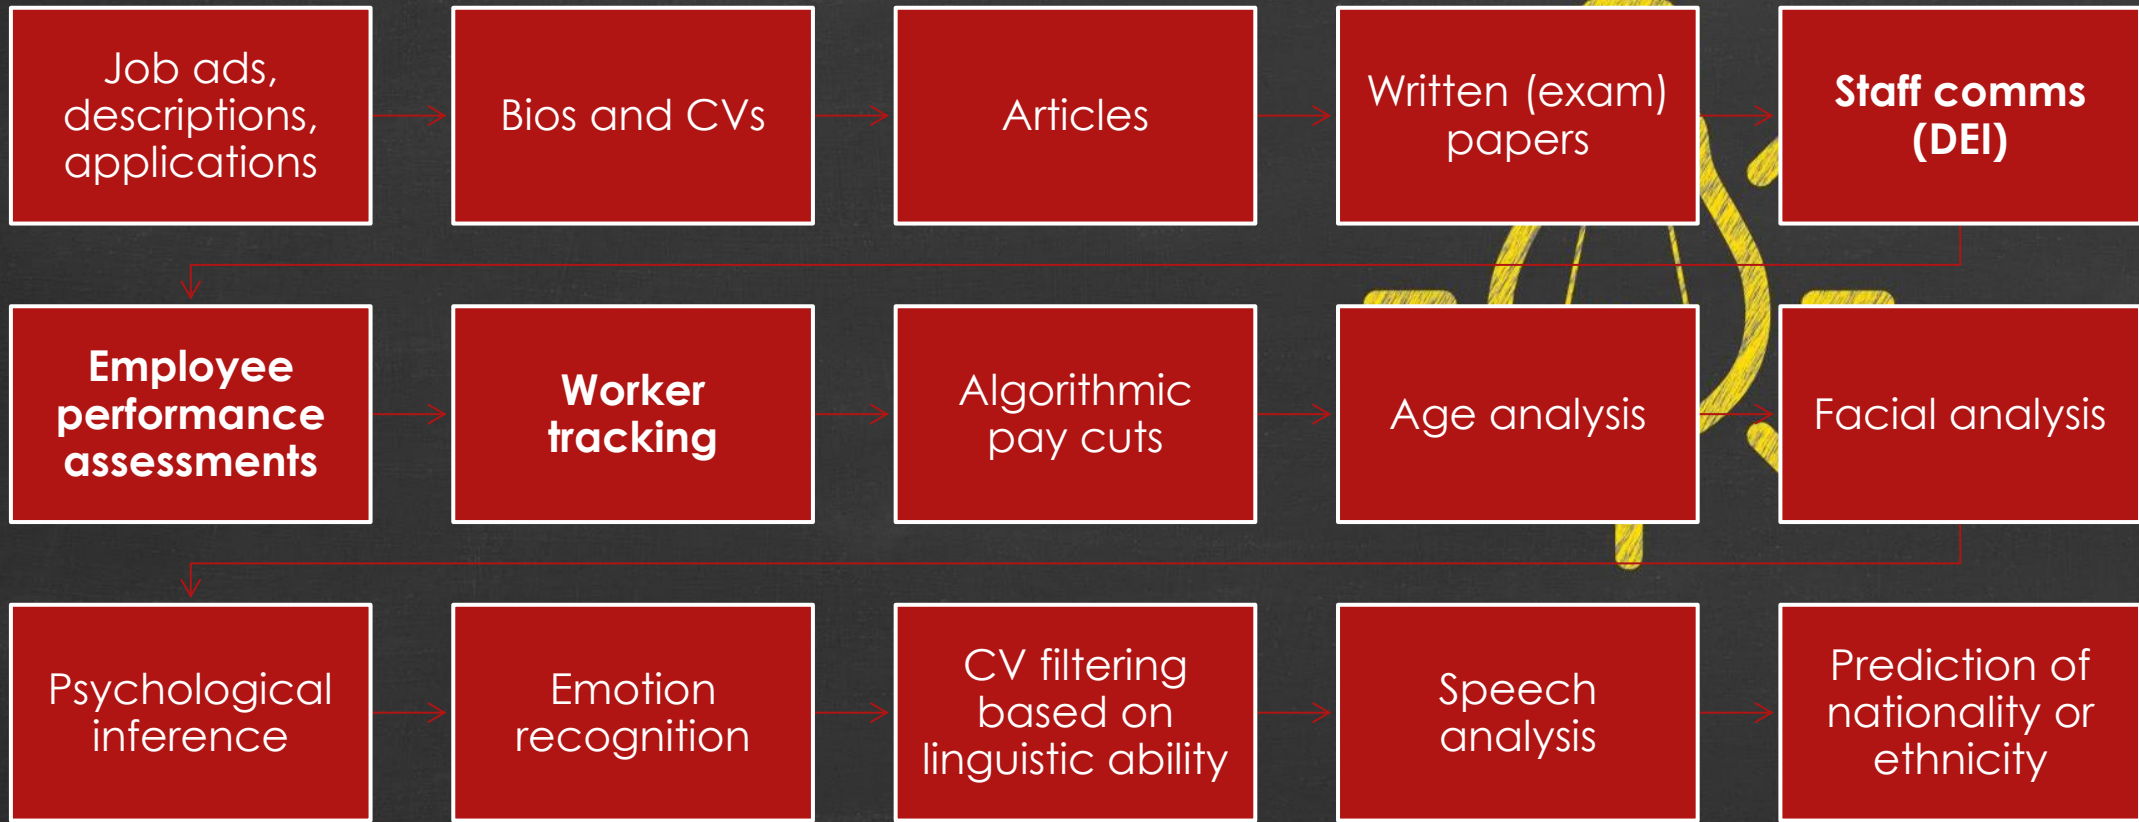 Job ads,
descriptions,
applications
Bios and CVs
Articles
Written (exam)
papers
Staff comms
(DEI)
Employee
performance
assessments
Worker
tracking
Algorithmic
pay cuts
Age analysis
Facial analysis
Psychological
inference
Emotion
recognition
CV filtering
based on
linguistic ability
Speech
analysis
Prediction of
nationality or
ethnicity